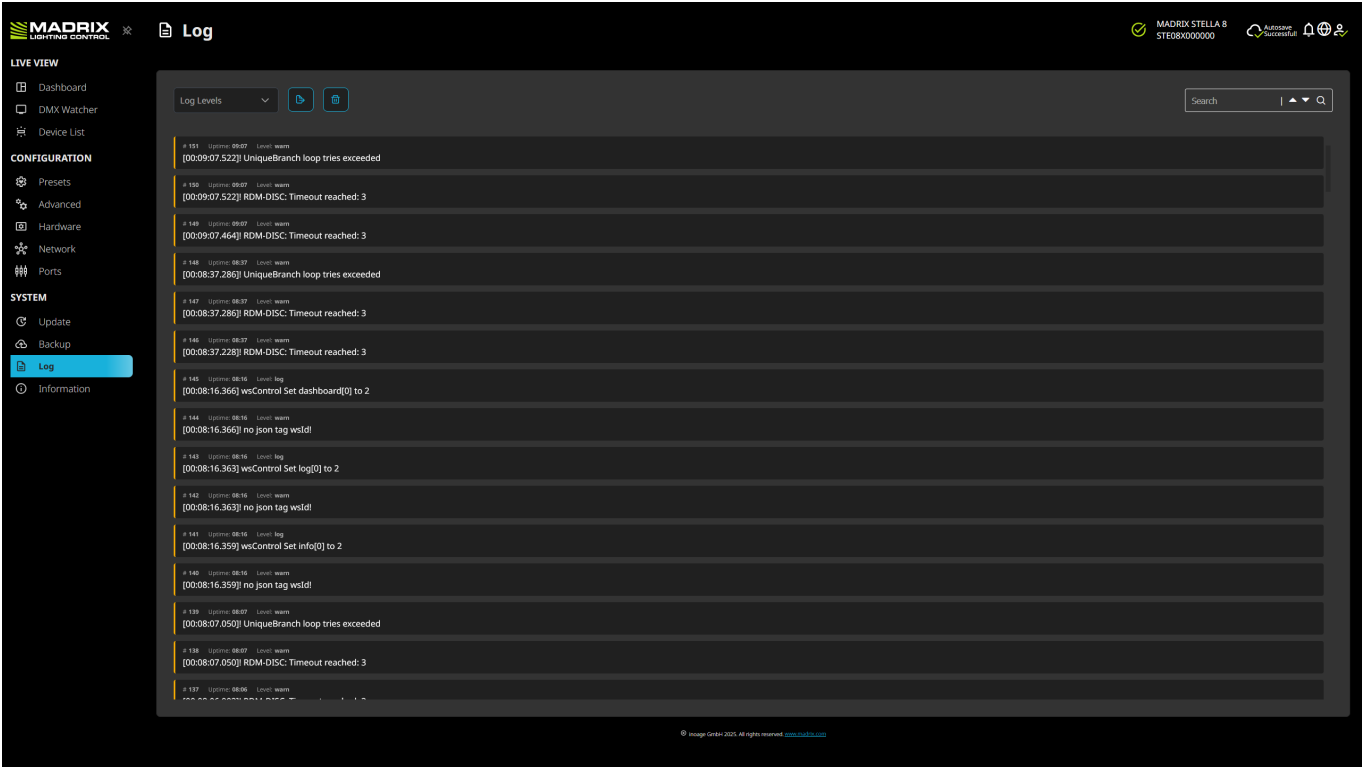 MADRIX
LIGHTING CONTROL
Log
MADRIX STELLA 8
STE08X000000
Autosave
Successful!
LIVE VIEW
Dashboard
DMX Watcher
Device List
CONFIGURATION
Presets
Advanced
Hardware
Network
Ports
SYSTEM
Update
Backup
Log
Information
Log Levels
Search
# 151 Uptime: 09:07 Level: warn
[00:09:07.522]! UniqueBranch loop tries exceeded
# 150 Uptime: 09:07 Level: warn
[00:09:07.522]! RDM-DISC: Timeout reached: 3
# 149 Uptime: 09:07 Level: warn
[00:09:07.464]! RDM-DISC: Timeout reached: 3
# 148 Uptime: 08:37 Level: warn
[00:08:37.286]! UniqueBranch loop tries exceeded
# 147 Uptime: 08:37 Level: warn
[00:08:37.286]! RDM-DISC: Timeout reached: 3
# 146 Uptime: 08:37 Level: warn
[00:08:37.228]! RDM-DISC: Timeout reached: 3
# 145 Uptime: 08:16 Level: log
[00:08:16.366] wsControl Set dashboard[0] to 2
# 144 Uptime: 08:16 Level: warn
[00:08:16.366]! no json tag wsId!
# 143 Uptime: 08:16 Level: log
[00:08:16.363] wsControl Set log[0] to 2
# 142 Uptime: 08:16 Level: warn
[00:08:16.363]! no json tag wsId!
# 141 Uptime: 08:16 Level: log
[00:08:16.359] wsControl Set info[0] to 2
# 140 Uptime: 08:16 Level: warn
[00:08:16.359]! no json tag wsId!
# 139 Uptime: 08:07 Level: warn
[00:08:07.050]! UniqueBranch loop tries exceeded
# 138 Uptime: 08:07 Level: warn
[00:08:07.050]! RDM-DISC: Timeout reached: 3
# 137 Uptime: 08:06 Level: warn
© inoage GmbH 2025. All rights reserved. www.madrix.com